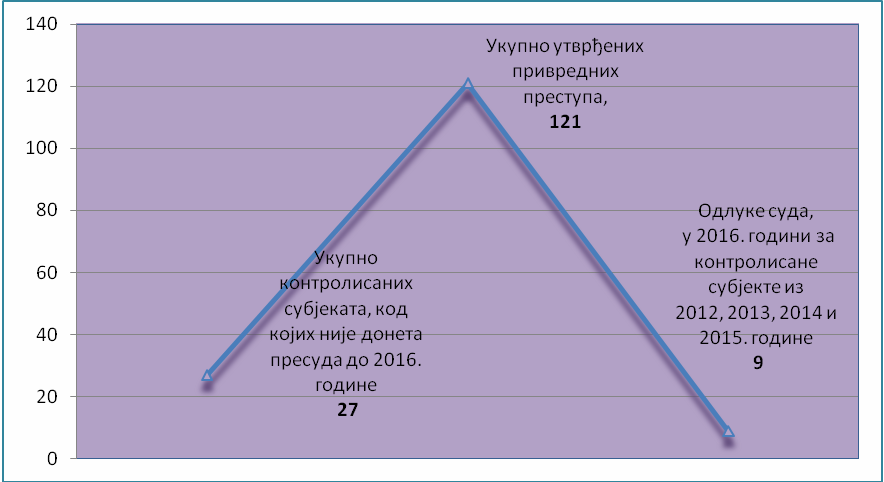 140
120
100
80
60
40
20
0
Укупно утврђених
привредних
преступа,
121
Укупно
контролисаних
субјеката, код
којих није донета
пресуда до 2016.
године
27
Одлуке суда,
у 2016. години за
контролисане
субјекте из
2012, 2013, 2014 и
2015. године
9